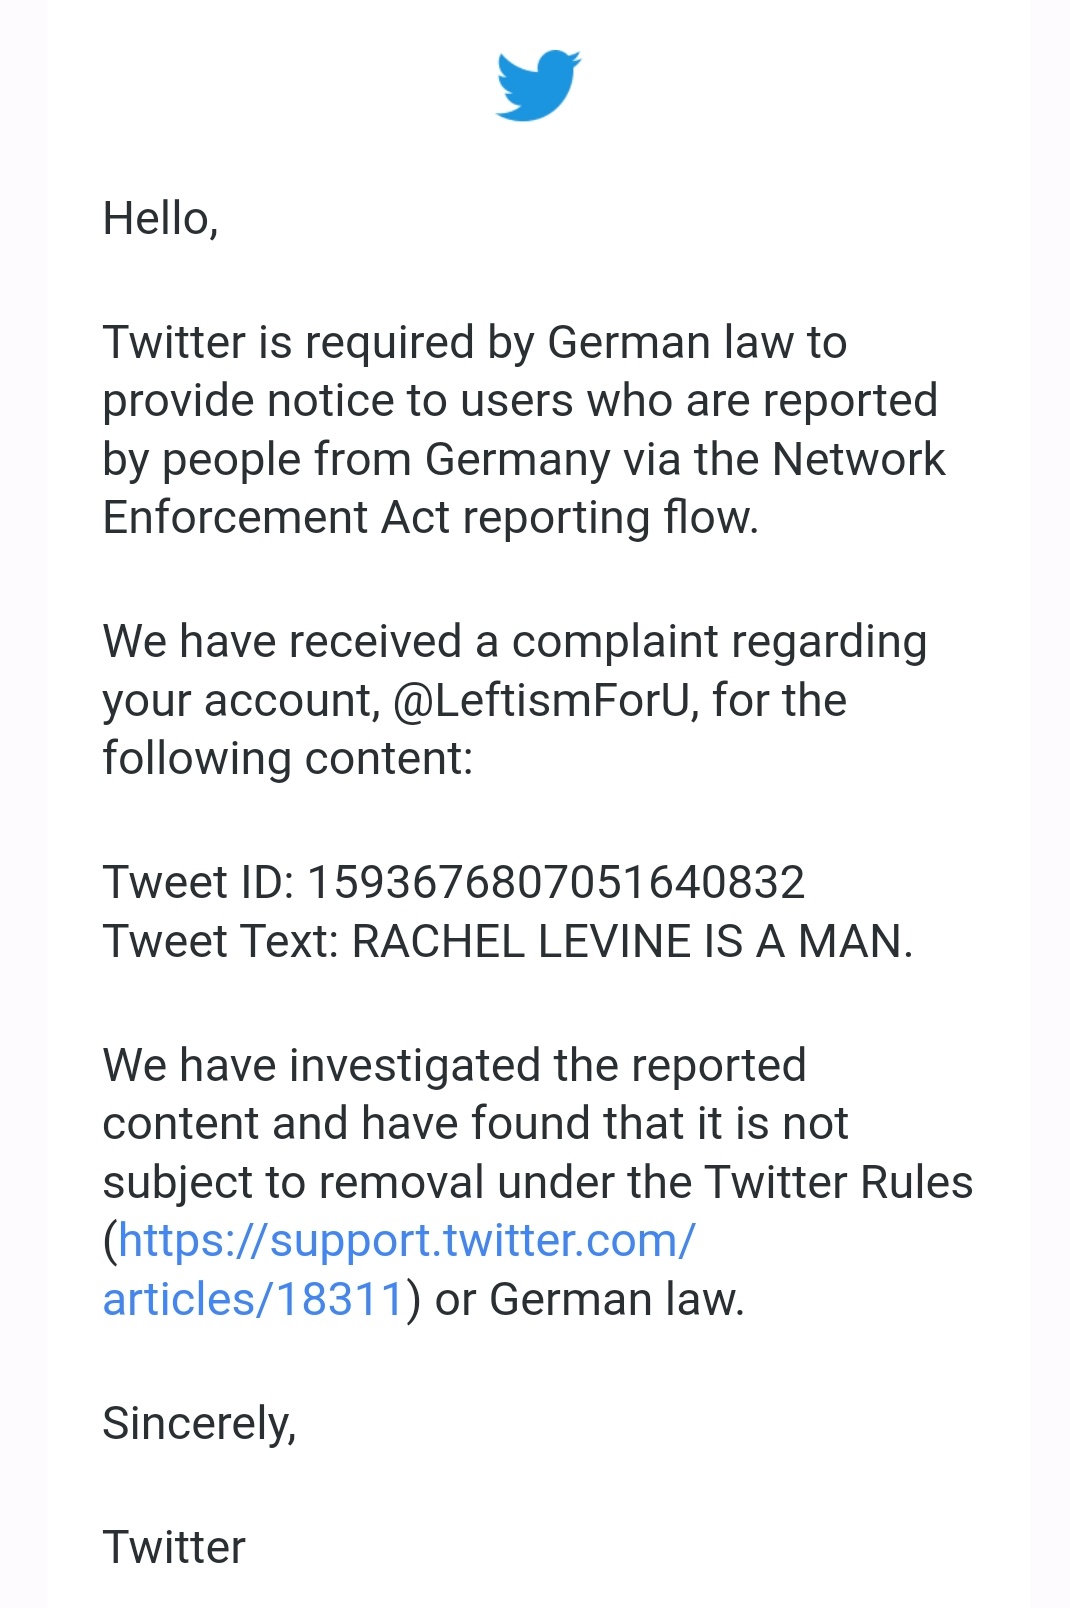 Hello,
Twitter is required by German law to
provide notice to users who are reported
by people from Germany via the Network
Enforcement Act reporting flow.
We have received a complaint regarding
your account, @LeftismForU, for the
following content:
Tweet ID: 1593676807051640832
Tweet Text: RACHEL LEVINE IS A MAN.
We have investigated the reported
content and have found that it is not
subject to removal under the Twitter Rules
(https://support.twitter.com/
articles/18311) or German law.
Sincerely,
Twitter